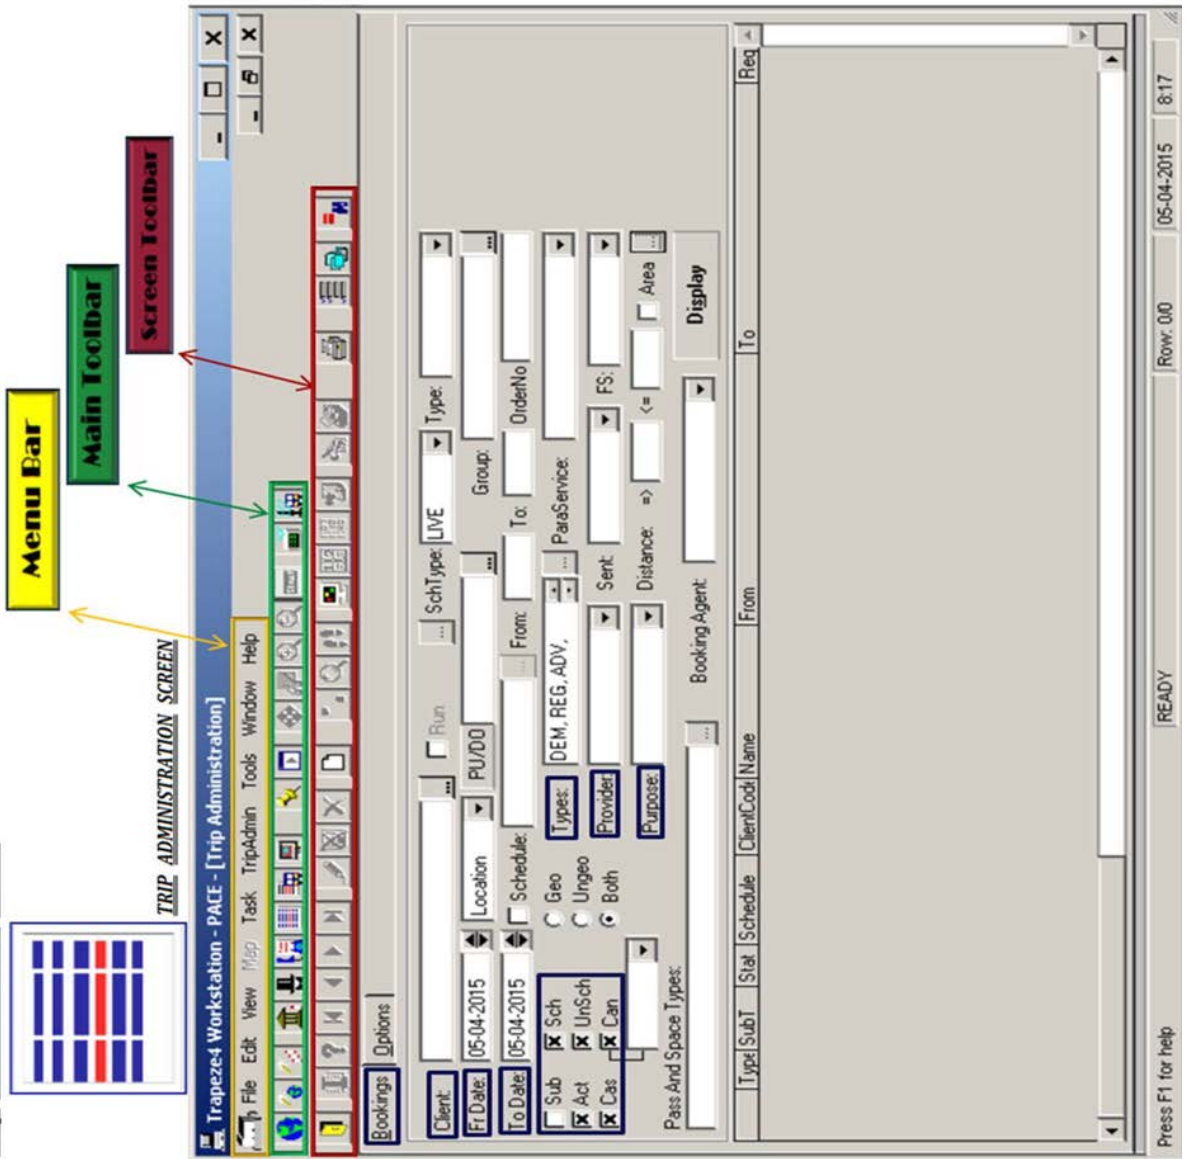 Menu Bar
Main Toolbar
Screen Toolbar
TRIP ADMINISTRATION SCREEN
Trapeze4 Workstation - PACE - [Trip Administration]
File Edit View Map Task TripAdmin Tools Window Help
Bookings Options
Client: Run SchType: LIVE Type:
Fr Date: 05-04-2015 Location PU/DO Group:
To Date: 05-04-2015 Schedule: From: To: OrderNo
Sub Sch Geo Types: DEM, REG, ADV, ParaService:
Act UnSch Ungeo Provider: Sent: FS:
Cas Can Both Purpose: Distance: => <= Area
Pass And Space Types: Booking Agent: Display
Type SubT Stat Schedule ClientCode Name From To Req
Press F1 for help READY Row: 0/0 05-04-2015 8:17